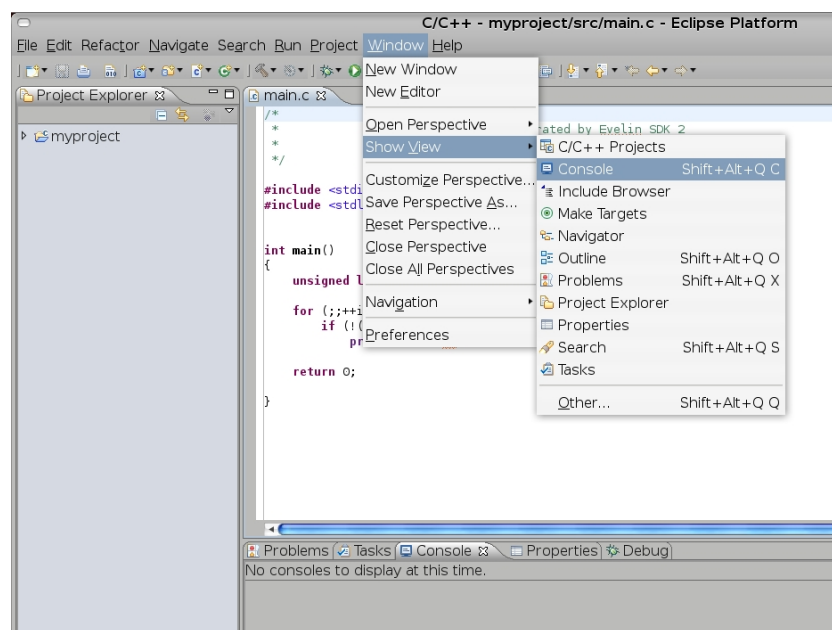 C/C++ - myproject/src/main.c - Eclipse Platform
File Edit Refactor Navigate Search Run Project Window Help
Project Explorer
myproject
main.c
/*
*
ated by Evelin SDK 2
*
*/
#include <stdi
#include <stdl
int main()
{
unsigned l
for (;;++i
if (!(
pr
return 0;
}
New Window
New Editor
Open Perspective
Show View
Customize Perspective...
Save Perspective As...
Reset Perspective...
Close Perspective
Close All Perspectives
Navigation
Preferences
C/C++ Projects
Console Shift+Alt+Q C
Include Browser
Make Targets
Navigator
Outline Shift+Alt+Q O
Problems Shift+Alt+Q X
Project Explorer
Properties
Search Shift+Alt+Q S
Tasks
Other... Shift+Alt+Q Q
Problems Tasks Console Properties Debug
No consoles to display at this time.